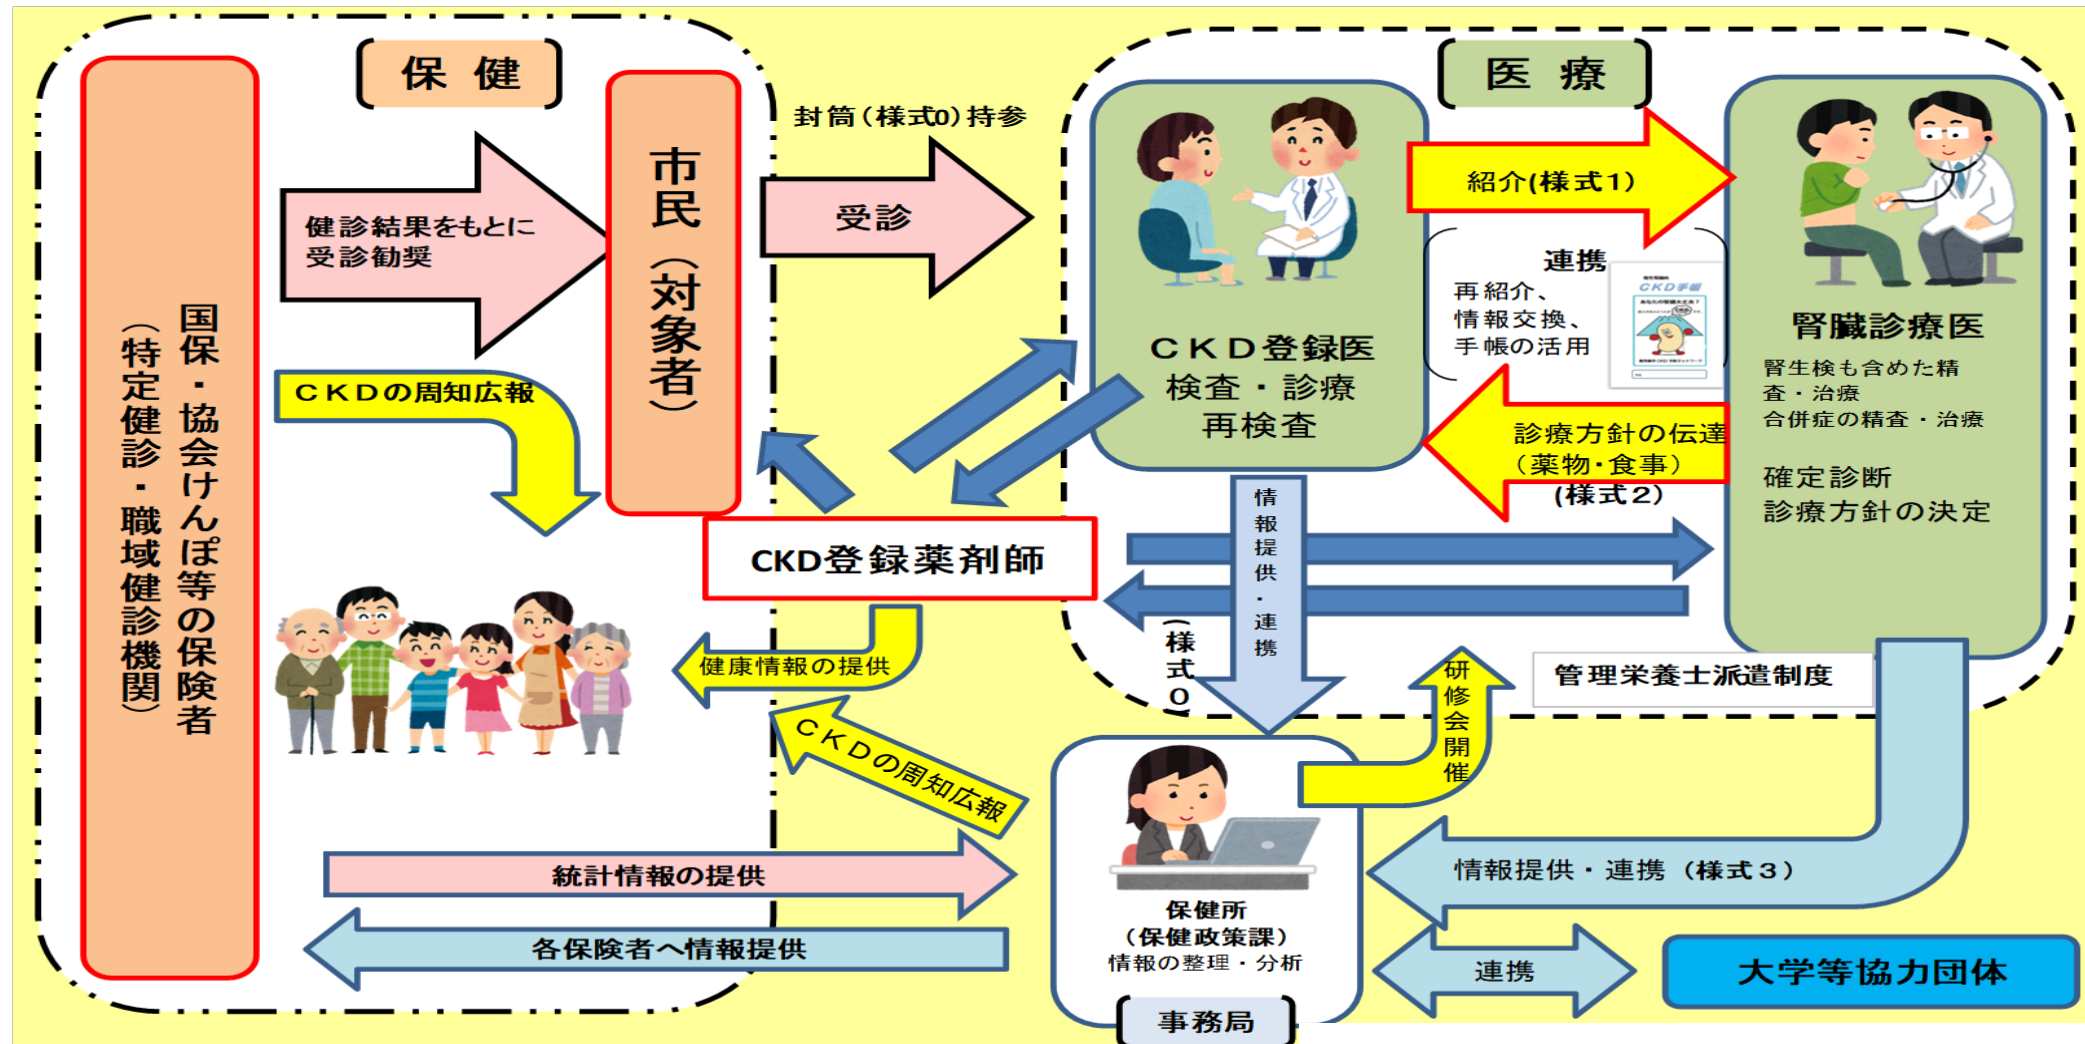 保健
国保・協会けんぽ等の保険者
（特定健診・職域健診機関）
健診結果をもとに
受診勧奨
市民（対象者）
CKDの周知広報
封筒（様式0）持参
受診
医療
CKD登録医
検査・診療
再検査
紹介(様式1)
連携
再紹介、
情報交換、
手帳の活用
CKD手帳
診療方針の伝達
（薬物・食事）
(様式2)
腎臓診療医
腎生検も含めた精
査・治療
合併症の精査・治療
確定診断
診療方針の決定
CKD登録薬剤師
健康情報の提供
情報提供・連携
(様式0)
研修会開催
管理栄養士派遣制度
CKDの周知広報
統計情報の提供
各保険者へ情報提供
保健所
（保健政策課）
情報の整理・分析
事務局
情報提供・連携（様式3）
連携
大学等協力団体